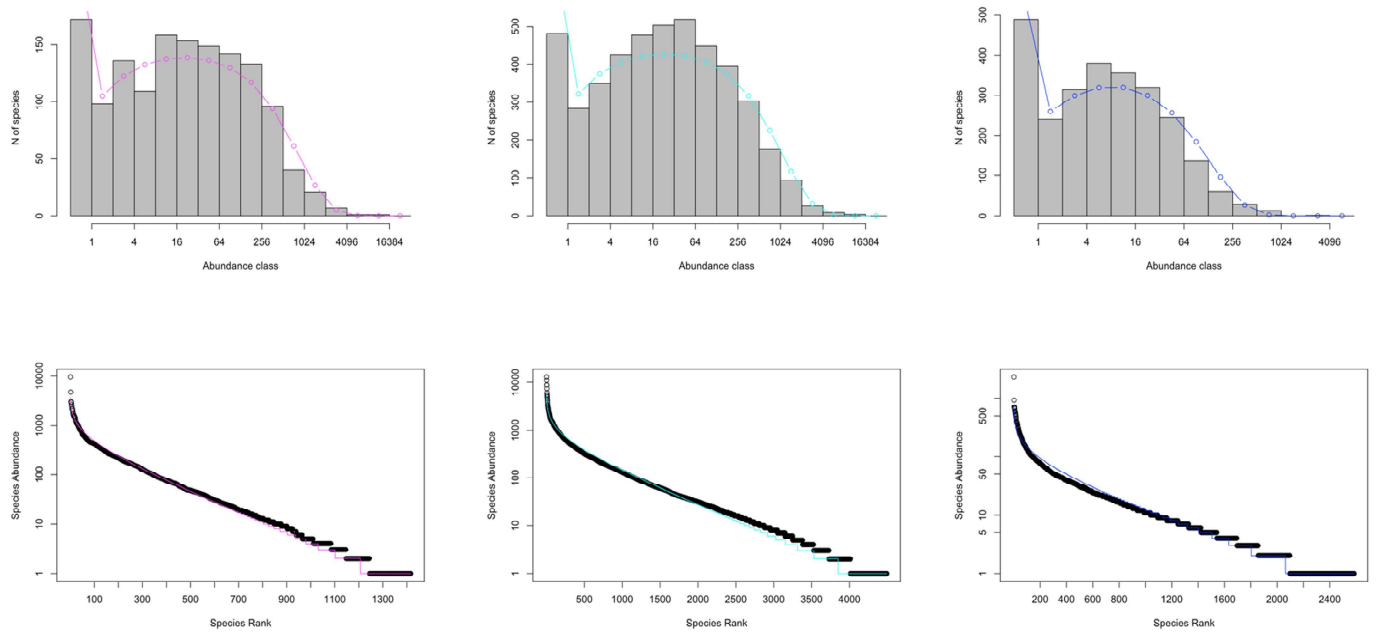 N of species
150
100
50
0
1 4 16 64 256 1024 4096 16384
Abundance class
N of species
500
400
300
200
100
0
1 4 16 64 256 1024 4096 16384
Abundance class
N of species
500
400
300
200
100
0
1 4 16 64 256 1024 4096
Abundance class
Species Abundance
10000
1000
100
10
1
100 300 500 700 900 1100 1300
Species Rank
Species Abundance
10000
1000
100
10
1
500 1000 1500 2000 2500 3000 3500 4000
Species Rank
Species Abundance
500
50
10
5
1
200 400 600 800 1200 1600 2000 2400
Species Rank